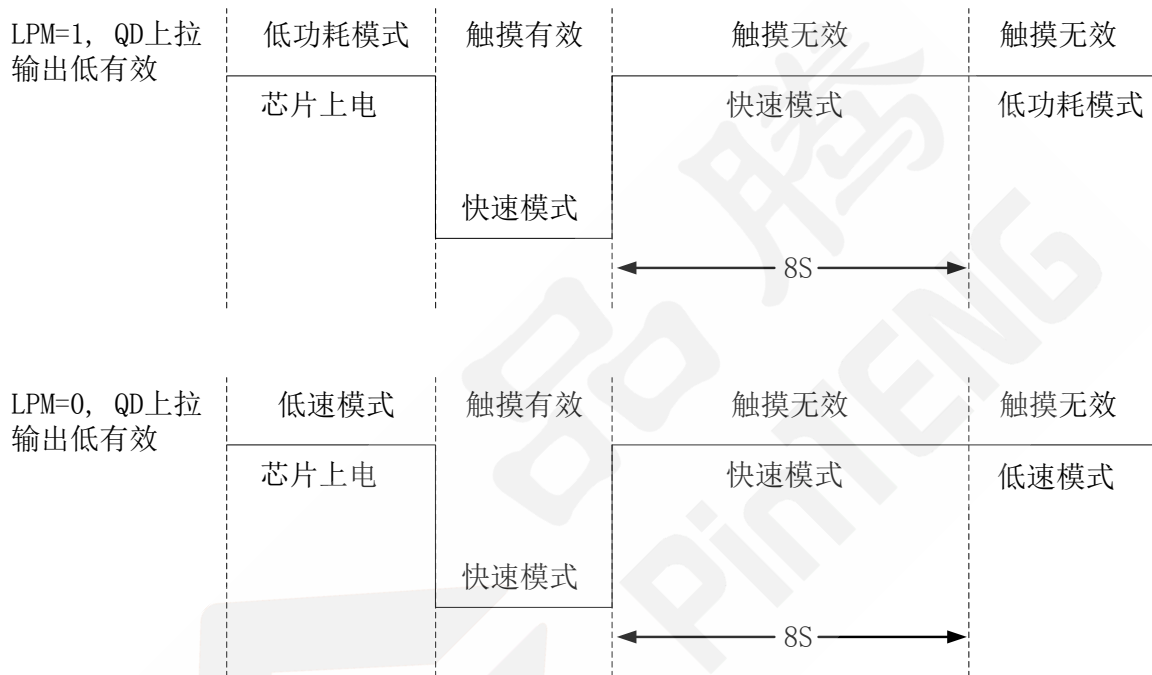 LPM=1, QD上拉 低功耗模式 触摸有效 触摸无效 触摸无效
输出低有效
芯片上电 快速模式 低功耗模式
快速模式
8S
LPM=0, QD上拉 低速模式 触摸有效 触摸无效 触摸无效
输出低有效
芯片上电 快速模式 低速模式
快速模式
8S
品腾
PinTENG